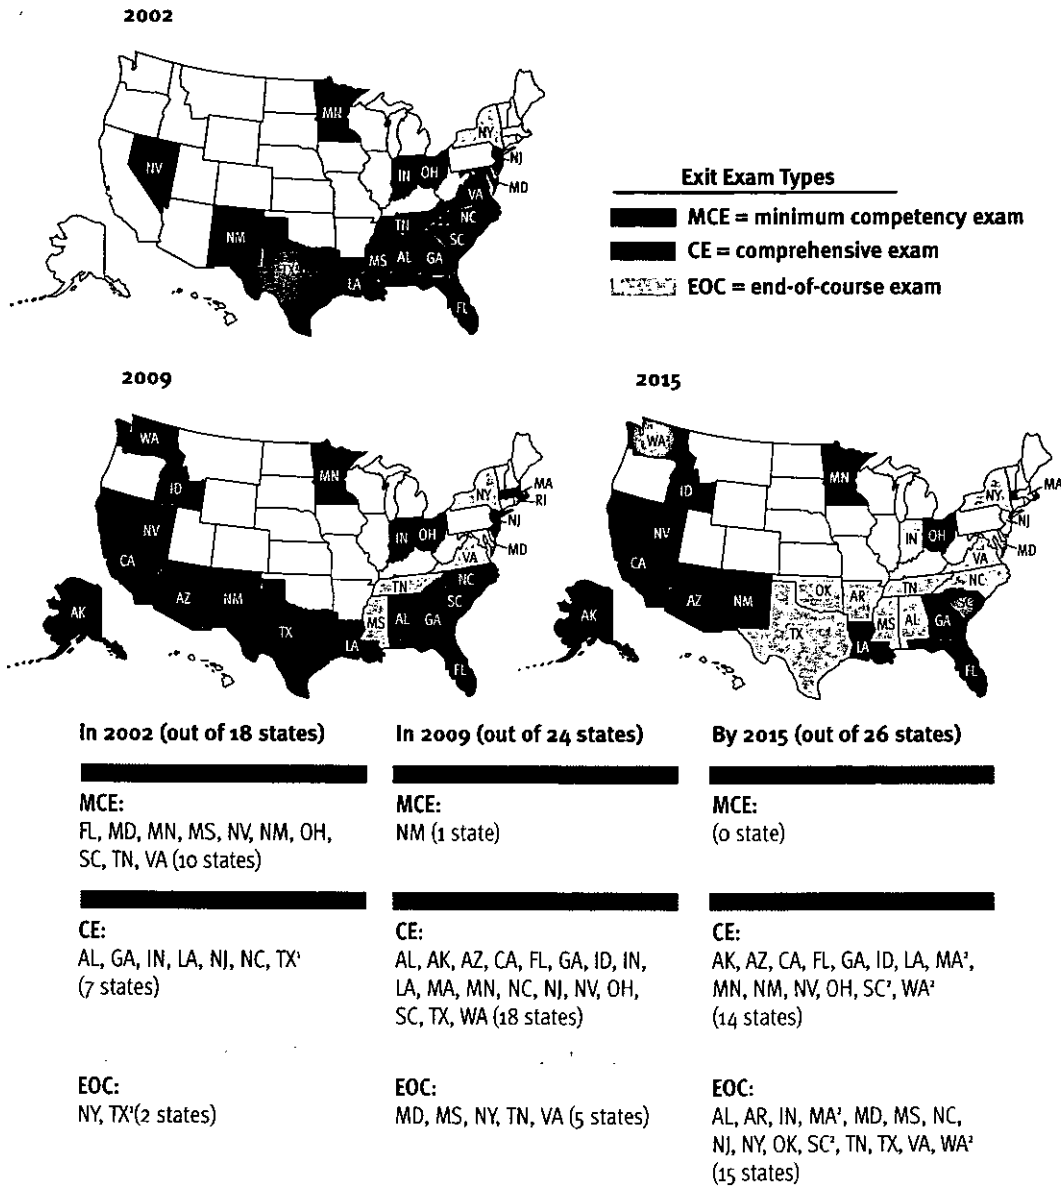 2002
MN
NY
NV
IN
OH
NJ
MD
VA
NM
TN
NC
SC
TX
MS
AL
GA
LA
FL
Exit Exam Types
MCE = minimum competency exam
CE = comprehensive exam
EOC = end-of-course exam
2009
WA
MN
ID
NY
MA
RI
NV
IN
OH
NJ
MD
CA
VA
AZ
NM
TN
NC
SC
AK
TX
MS
AL
GA
LA
FL
2015
WA
MN
ID
NY
MA
NV
IN
OH
NJ
MD
CA
VA
AZ
NM
OK
AR
TN
NC
SC
AK
TX
MS
AL
GA
LA
FL
In 2002 (out of 18 states)
MCE:
FL, MD, MN, MS, NV, NM, OH,
SC, TN, VA (10 states)
CE:
AL, GA, IN, LA, NJ, NC, TX¹
(7 states)
EOC:
NY, TX¹(2 states)
In 2009 (out of 24 states)
MCE:
NM (1 state)
CE:
AL, AK, AZ, CA, FL, GA, ID, IN,
LA, MA, MN, NC, NJ, NV, OH,
SC, TX, WA (18 states)
EOC:
MD, MS, NY, TN, VA (5 states)
By 2015 (out of 26 states)
MCE:
(0 state)
CE:
AK, AZ, CA, FL, GA, ID, LA, MA²,
MN, NM, NV, OH, SC², WA²
(14 states)
EOC:
AL, AR, IN, MA², MD, MS, NC,
NJ, NY, OK, SC², TN, TX, VA, WA²
(15 states)